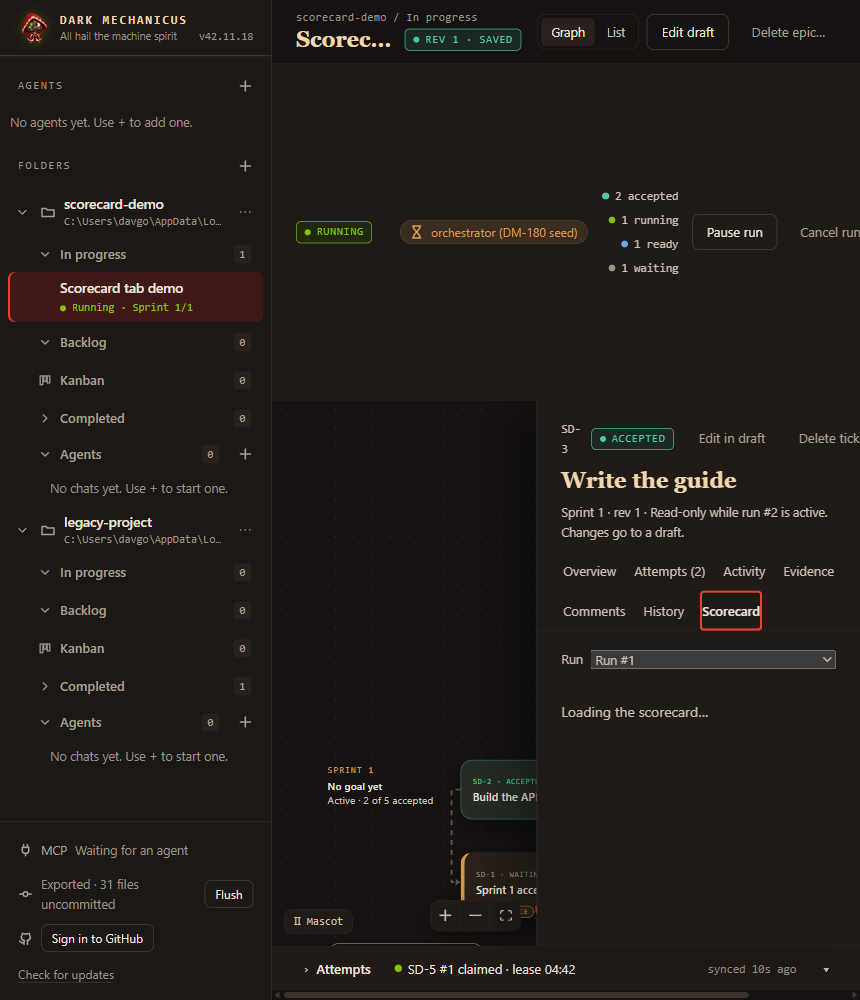 DARK MECHANICUS
All hail the machine spirit v42.11.18
AGENTS
No agents yet. Use + to add one.
FOLDERS
scorecard-demo
C:\Users\davgo\AppData\Lo…
In progress 1
Scorecard tab demo
Running · Sprint 1/1
Backlog 0
Kanban 0
Completed 0
Agents 0
No chats yet. Use + to start one.
legacy-project
C:\Users\davgo\AppData\Lo…
In progress 0
Backlog 0
Kanban 0
Completed 1
Agents 0
No chats yet. Use + to start one.
MCP Waiting for an agent
Exported · 31 files
uncommitted
Flush
Sign in to GitHub
Check for updates
scorecard-demo / In progress
Scorec… REV 1 · SAVED Graph List Edit draft Delete epic…
RUNNING orchestrator (DM-180 seed)
2 accepted
1 running
1 ready
1 waiting
Pause run Cancel run
SPRINT 1
No goal yet
Active · 2 of 5 accepted
SD-2 · ACCEPT
Build the API
SD-1 · WAITIN
Sprint 1 acce
Mascot
SD-
3
ACCEPTED Edit in draft Delete tick
Write the guide
Sprint 1 · rev 1 · Read-only while run #2 is active.
Changes go to a draft.
Overview Attempts (2) Activity Evidence
Comments History Scorecard
Run Run #1
Loading the scorecard…
Attempts SD-5 #1 claimed · lease 04:42 synced 10s ago